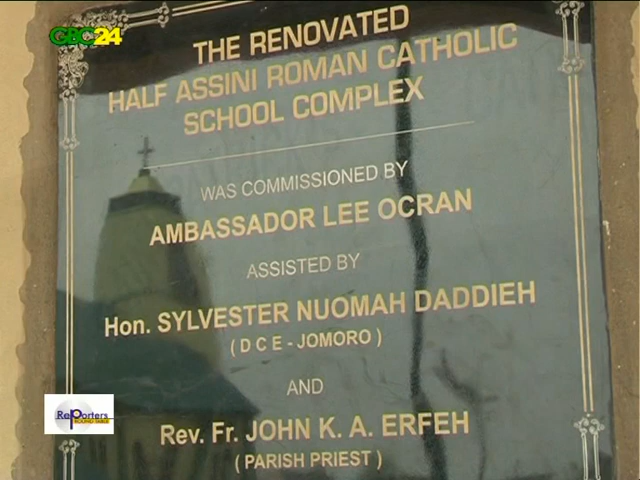 GBC24
THE RENOVATED
HALF ASSINI ROMAN CATHOLIC
SCHOOL COMPLEX
WAS COMMISSIONED BY
AMBASSADOR LEE OCRAN
ASSISTED BY
Hon. SYLVESTER NUOMAH DADDIEH
(DCE-JOMORO)
AND
Rev. Fr. JOHN K. A. ERFEH
(PARISH PRIEST)
Reporters
ROUND TABLE